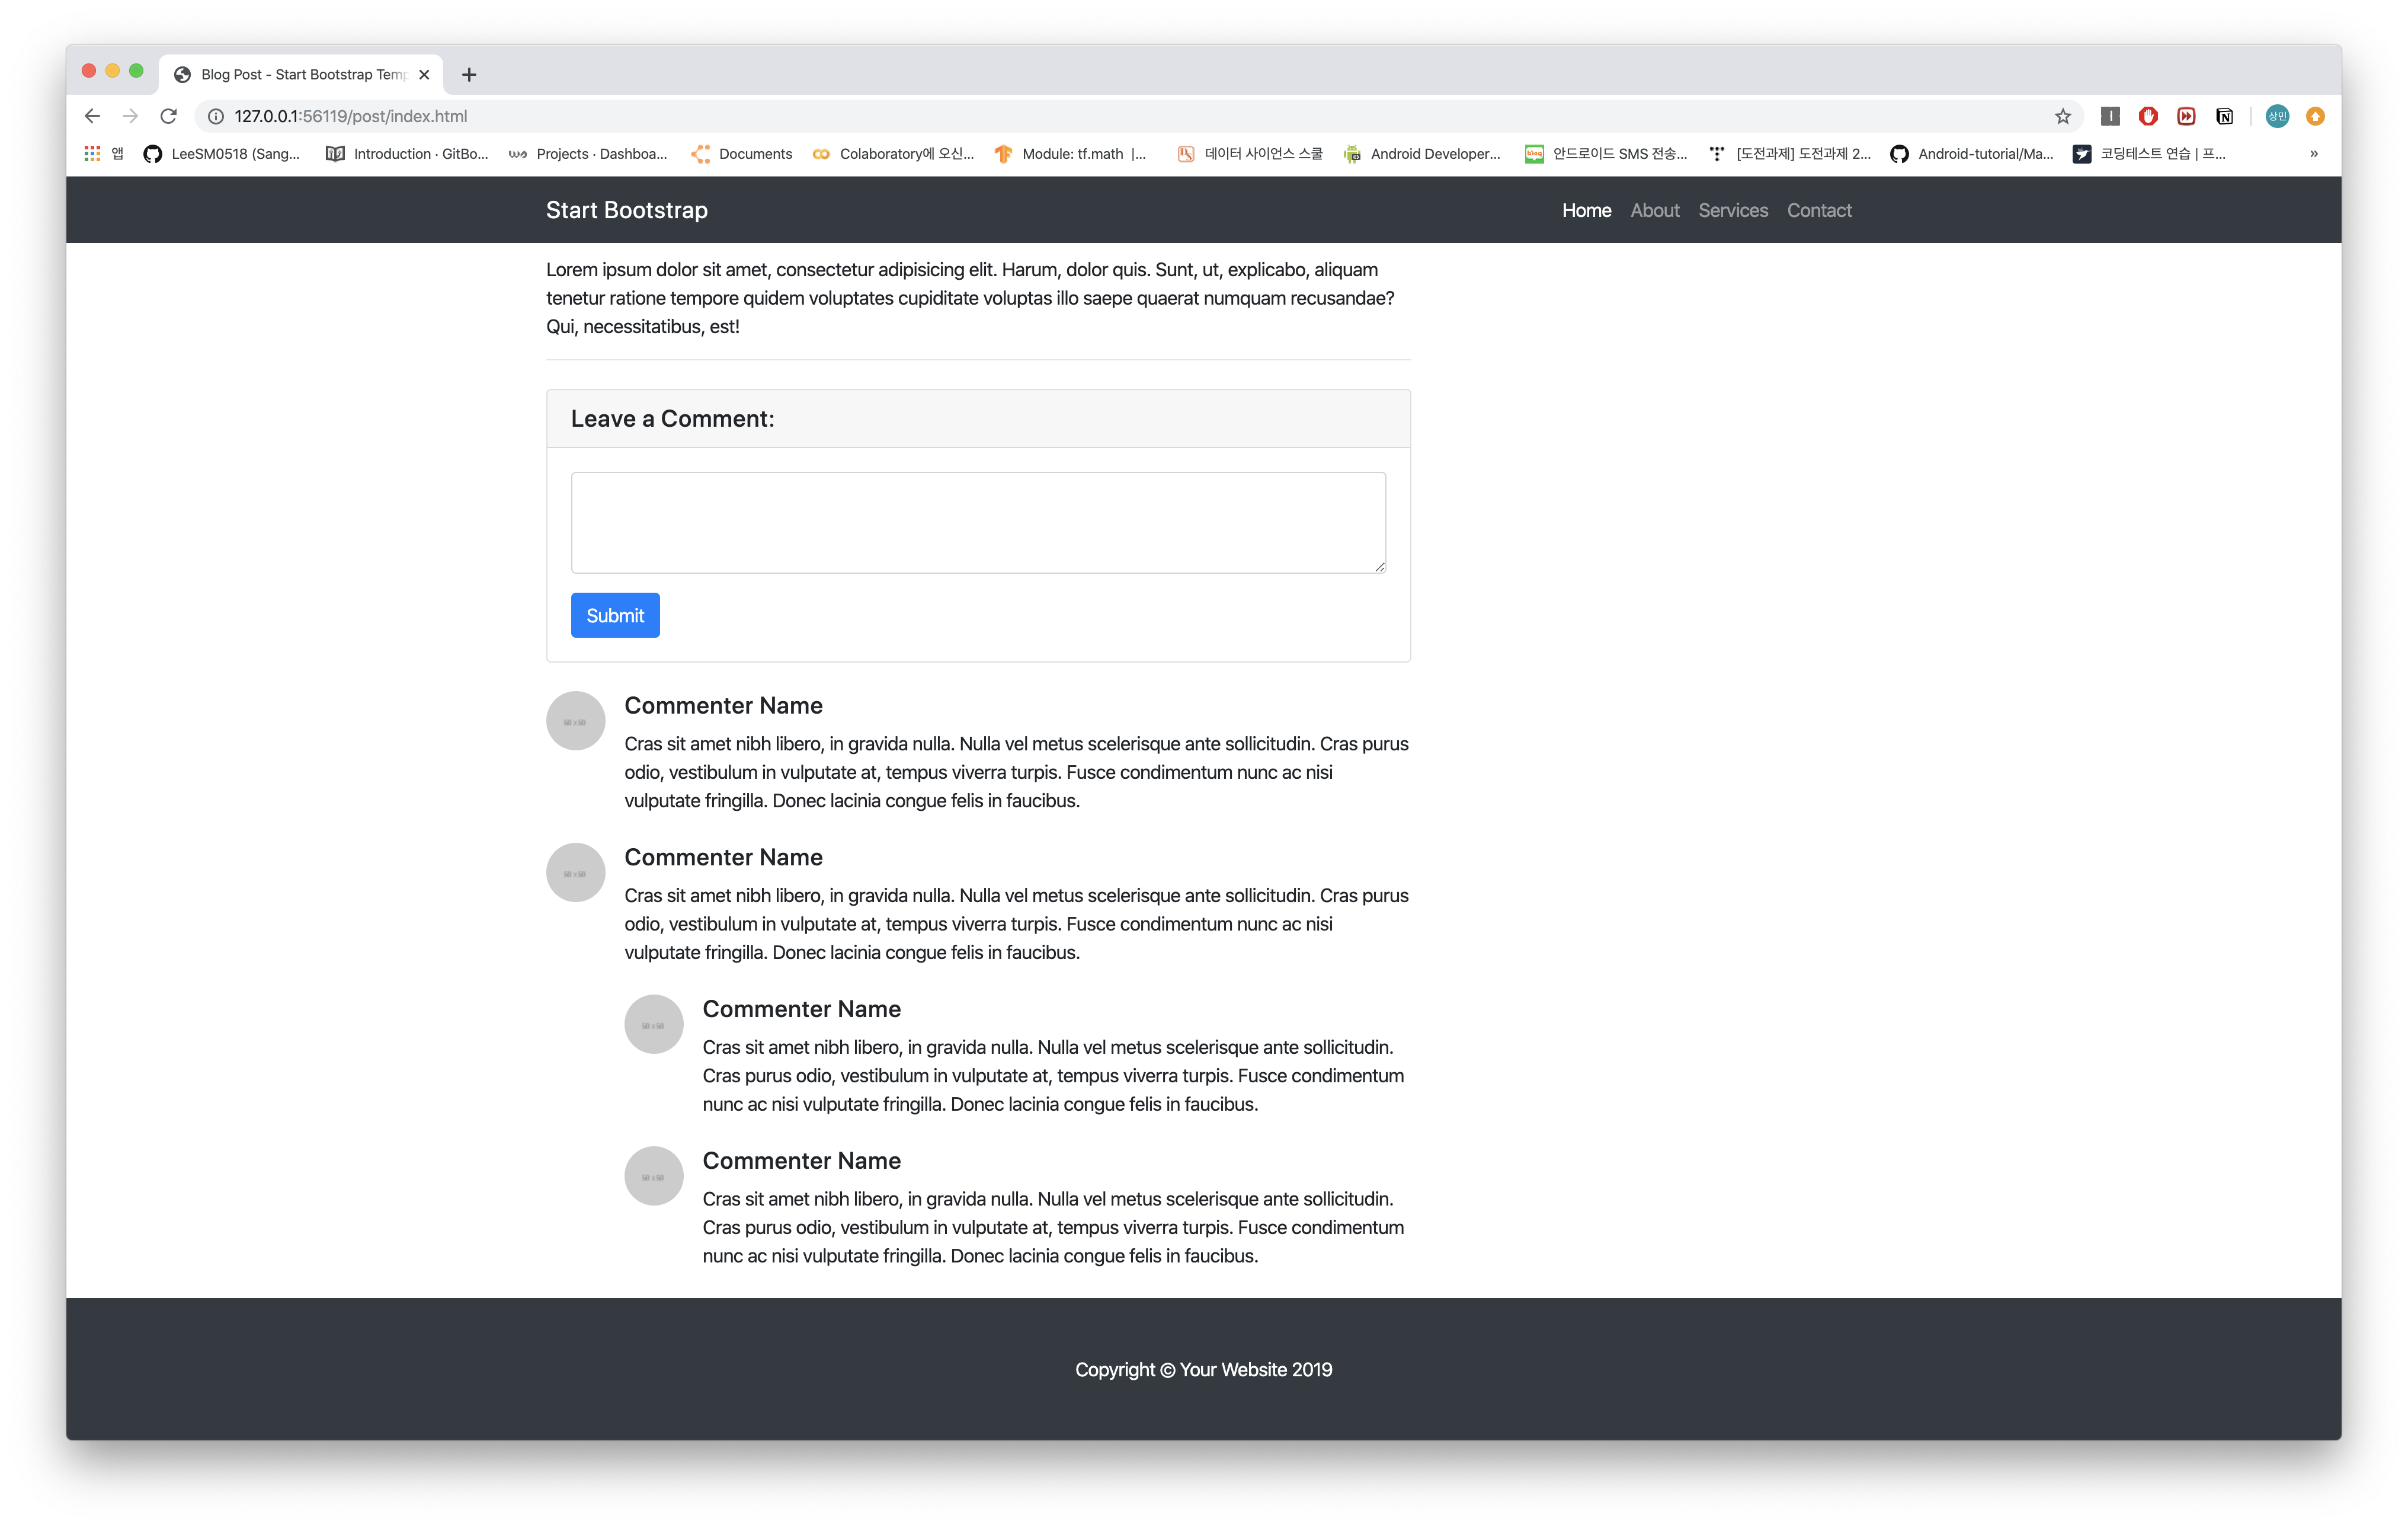 Blog Post - Start Bootstrap Temp
127.0.0.1:56119/post/index.html
상민
앱 LeeSM0518 (Sang... Introduction · GitBo... Projects · Dashboa... Documents Colaboratory에 오신... Module: tf.math |... 데이터 사이언스 스쿨 Android Developer... 안드로이드 SMS 전송... [도전과제] 도전과제 2... Android-tutorial/Ma... 코딩테스트 연습 | 프... »
Start Bootstrap Home About Services Contact
Lorem ipsum dolor sit amet, consectetur adipisicing elit. Harum, dolor quis. Sunt, ut, explicabo, aliquam
tenetur ratione tempore quidem voluptates cupiditate voluptas illo saepe quaerat numquam recusandae?
Qui, necessitatibus, est!
Leave a Comment:
Submit
Commenter Name
Cras sit amet nibh libero, in gravida nulla. Nulla vel metus scelerisque ante sollicitudin. Cras purus
odio, vestibulum in vulputate at, tempus viverra turpis. Fusce condimentum nunc ac nisi
vulputate fringilla. Donec lacinia congue felis in faucibus.
Commenter Name
Cras sit amet nibh libero, in gravida nulla. Nulla vel metus scelerisque ante sollicitudin. Cras purus
odio, vestibulum in vulputate at, tempus viverra turpis. Fusce condimentum nunc ac nisi
vulputate fringilla. Donec lacinia congue felis in faucibus.
Commenter Name
Cras sit amet nibh libero, in gravida nulla. Nulla vel metus scelerisque ante sollicitudin.
Cras purus odio, vestibulum in vulputate at, tempus viverra turpis. Fusce condimentum
nunc ac nisi vulputate fringilla. Donec lacinia congue felis in faucibus.
Commenter Name
Cras sit amet nibh libero, in gravida nulla. Nulla vel metus scelerisque ante sollicitudin.
Cras purus odio, vestibulum in vulputate at, tempus viverra turpis. Fusce condimentum
nunc ac nisi vulputate fringilla. Donec lacinia congue felis in faucibus.
Copyright © Your Website 2019